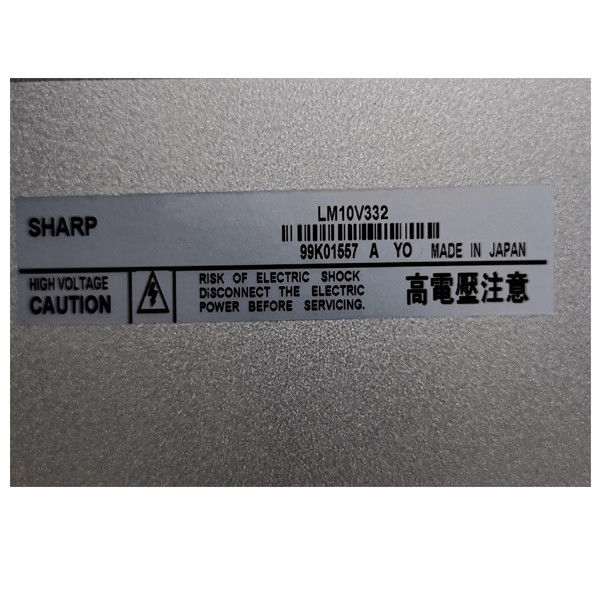 SHARP
LM10V332
99K01557 A YO MADE IN JAPAN
HIGH VOLTAGE
CAUTION
RISK OF ELECTRIC SHOCK
DISCONNECT THE ELECTRIC
POWER BEFORE SERVICING.
高電壓注意